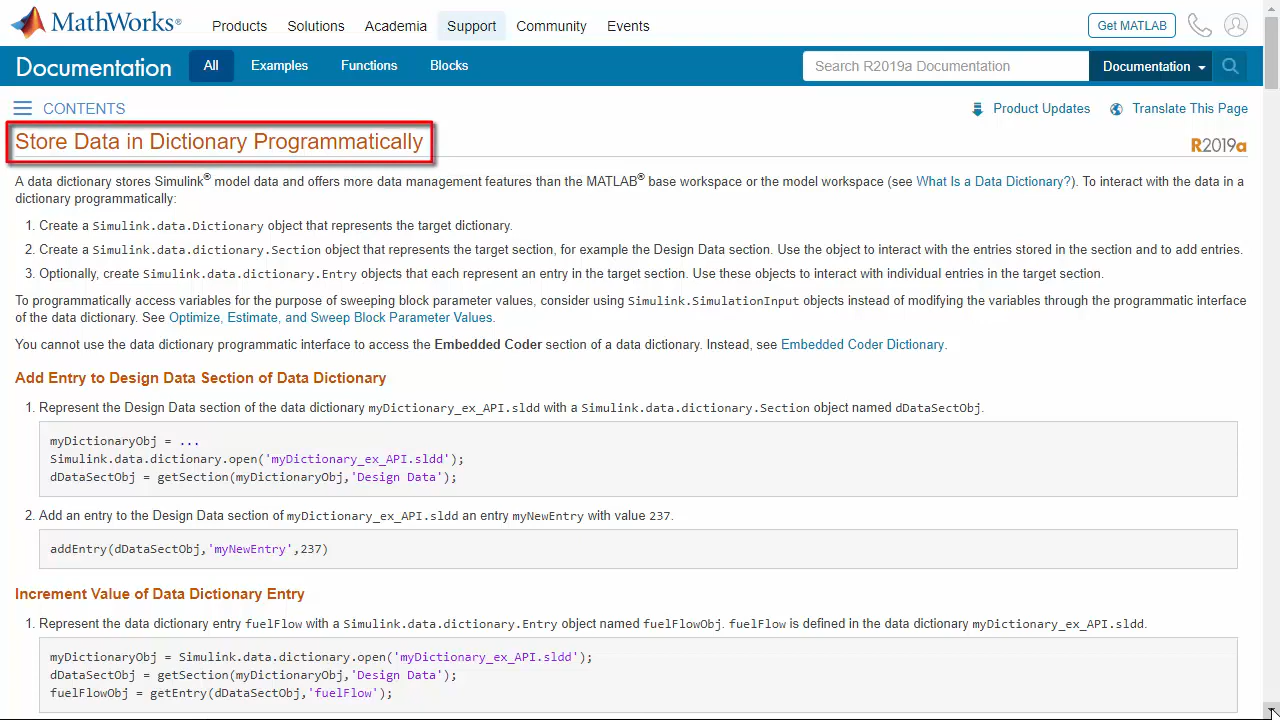 MathWorks®
Products Solutions Academia Support Community Events
Get MATLAB
Documentation All Examples Functions Blocks
Search R2019a Documentation
Documentation
CONTENTS
Product Updates Translate This Page
Store Data in Dictionary Programmatically
R2019a
A data dictionary stores Simulink® model data and offers more data management features than the MATLAB® base workspace or the model workspace (see What Is a Data Dictionary?). To interact with the data in a
dictionary programmatically:
1. Create a Simulink.data.Dictionary object that represents the target dictionary.
2. Create a Simulink.data.dictionary.Section object that represents the target section, for example the Design Data section. Use the object to interact with the entries stored in the section and to add entries.
3. Optionally, create Simulink.data.dictionary.Entry objects that each represent an entry in the target section. Use these objects to interact with individual entries in the target section.
To programmatically access variables for the purpose of sweeping block parameter values, consider using Simulink.SimulationInput objects instead of modifying the variables through the programmatic interface
of the data dictionary. See Optimize, Estimate, and Sweep Block Parameter Values.
You cannot use the data dictionary programmatic interface to access the Embedded Coder section of a data dictionary. Instead, see Embedded Coder Dictionary.
Add Entry to Design Data Section of Data Dictionary
1. Represent the Design Data section of the data dictionary myDictionary_ex_API.sldd with a Simulink.data.dictionary.Section object named dDataSectObj.
myDictionaryObj = ...
Simulink.data.dictionary.open('myDictionary_ex_API.sldd');
dDataSectObj = getSection(myDictionaryObj,'Design Data');
2. Add an entry to the Design Data section of myDictionary_ex_API.sldd an entry myNewEntry with value 237.
addEntry(dDataSectObj,'myNewEntry',237)
Increment Value of Data Dictionary Entry
1. Represent the data dictionary entry fuelFlow with a Simulink.data.dictionary.Entry object named fuelFlowObj. fuelFlow is defined in the data dictionary myDictionary_ex_API.sldd.
myDictionaryObj = Simulink.data.dictionary.open('myDictionary_ex_API.sldd');
dDataSectObj = getSection(myDictionaryObj,'Design Data');
fuelFlowObj = getEntry(dDataSectObj,'fuelFlow');